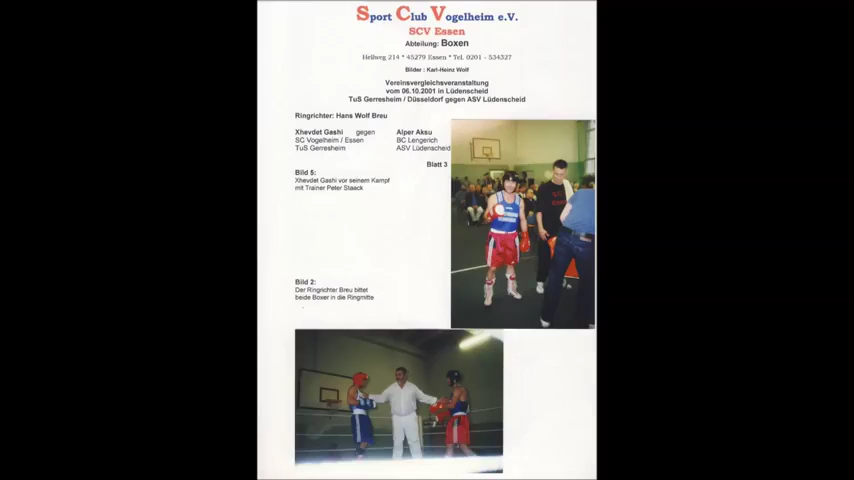 Sport Club Vogelheim e.V.
SCV Essen
Abteilung: Boxen
Hellweg 214 * 45279 Essen * Tel. 0201 - 534327
Bilder : Karl-Heinz Wolf
Vereinsvergleichsveranstaltung
vom 06.10.2001 in Lüdenscheid
TuS Gerresheim / Düsseldorf gegen ASV Lüdenscheid
Ringrichter: Hans Wolf Breu
Xhevdet Gashi gegen Alper Aksu
SC Vogelheim / Essen BC Lengerich
TuS Gerresheim ASV Lüdenscheid
Blatt 3
Bild 5:
Xhevdet Gashi vor seinem Kampf
mit Trainer Peter Staack
Bild 2:
Der Ringrichter Breu bittet
beide Boxer in die Ringmitte